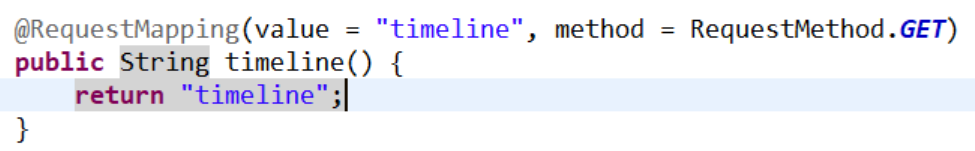 @RequestMapping(value = "timeline", method = RequestMethod.GET)
public String timeline() {
    return "timeline";
}